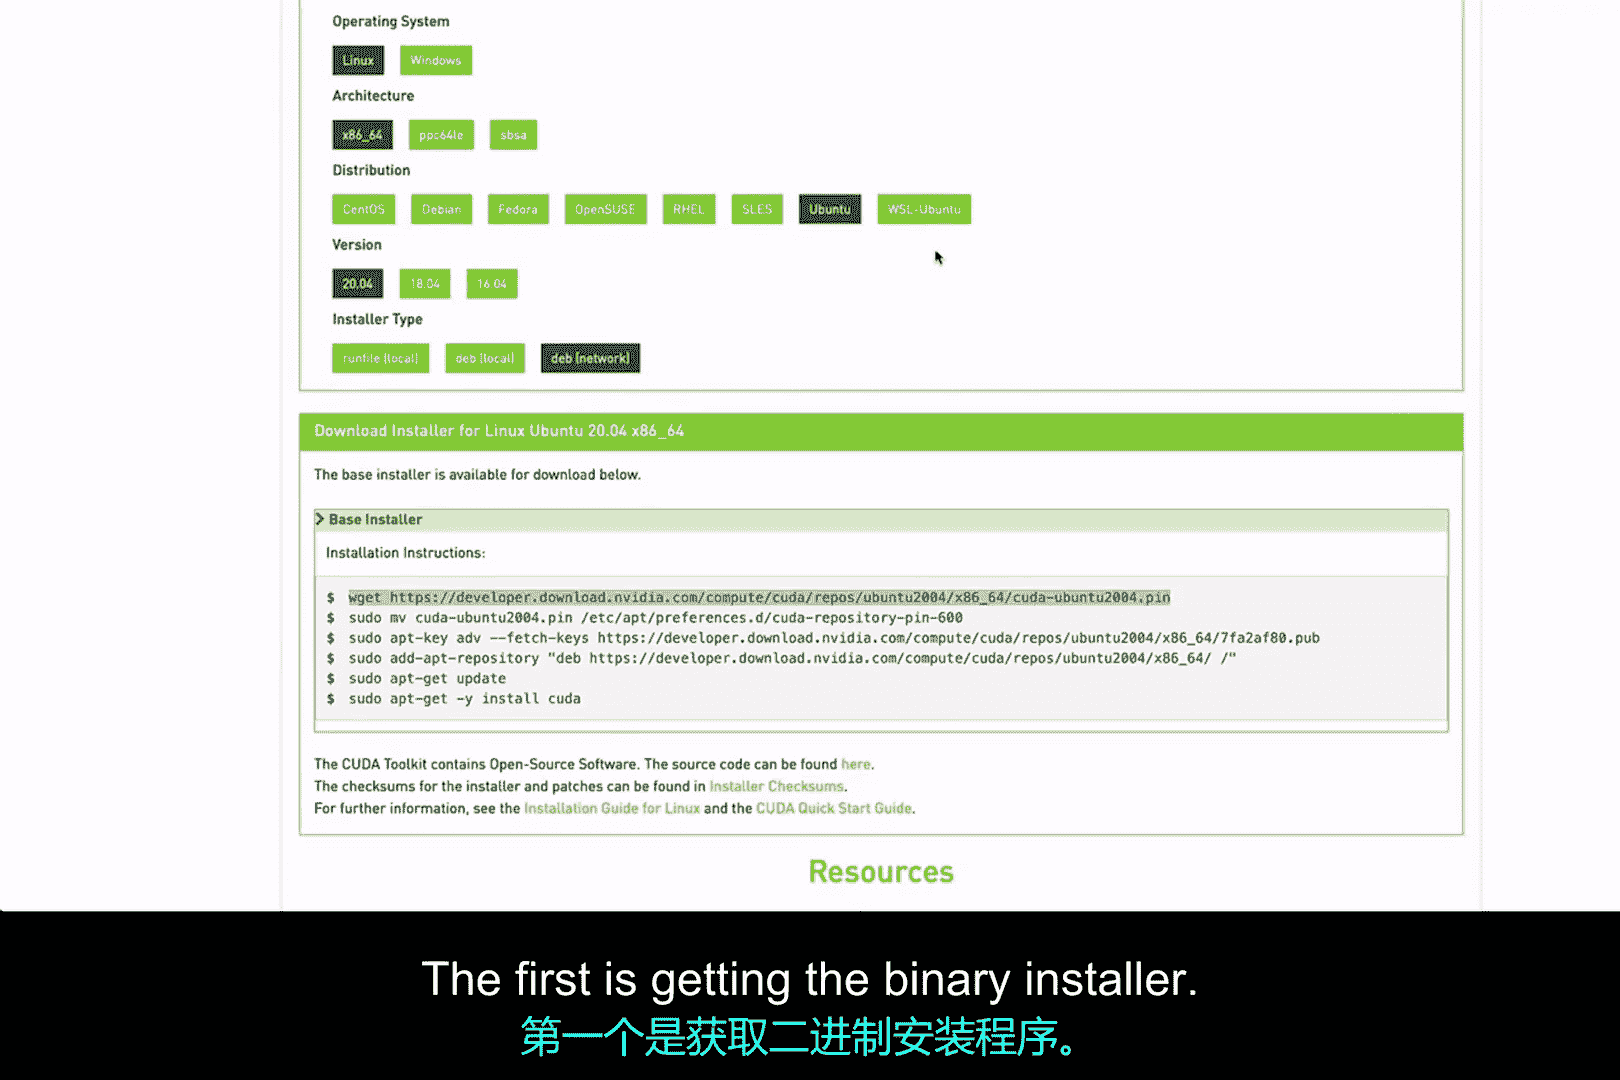 Operating System
Linux Windows
Architecture
x86_64 ppc64le sbsa
Distribution
CentOS Debian Fedora OpenSUSE RHEL SLES Ubuntu WSL-Ubuntu
Version
20.04 18.04 16.04
Installer Type
runfile [local] deb [local] deb [network]
Download Installer for Linux Ubuntu 20.04 x86_64
The base installer is available for download below.
Base Installer
Installation Instructions:
$ wget https://developer.download.nvidia.com/compute/cuda/repos/ubuntu2004/x86_64/cuda-ubuntu2004.pin
$ sudo mv cuda-ubuntu2004.pin /etc/apt/preferences.d/cuda-repository-pin-600
$ sudo apt-key adv --fetch-keys https://developer.download.nvidia.com/compute/cuda/repos/ubuntu2004/x86_64/7fa2af80.pub
$ sudo add-apt-repository "deb https://developer.download.nvidia.com/compute/cuda/repos/ubuntu2004/x86_64/ /"
$ sudo apt-get update
$ sudo apt-get -y install cuda
The CUDA Toolkit contains Open-Source Software. The source code can be found here.
The checksums for the installer and patches can be found in Installer Checksums.
For further information, see the Installation Guide for Linux and the CUDA Quick Start Guide.
Resources
The first is getting the binary installer.
第一个是获取二进制安装程序。